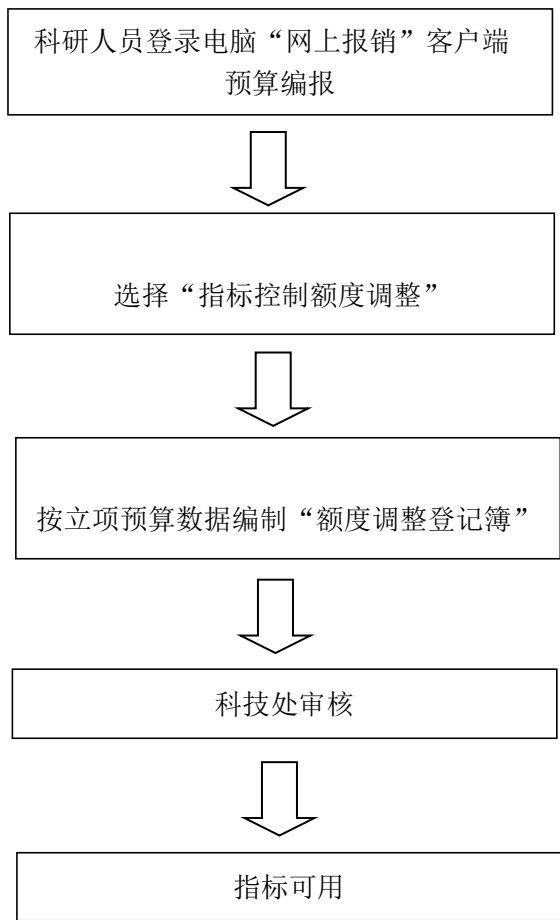 科研人员登录电脑“网上报销”客户端
预算编报
选择“指标控制额度调整”
按立项预算数据编制“额度调整登记簿”
科技处审核
指标可用